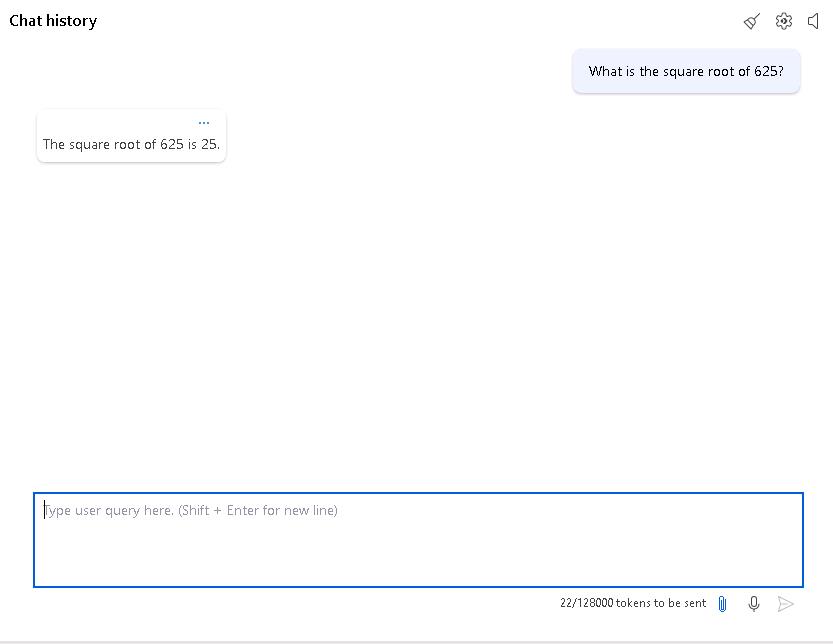 Chat history
What is the square root of 625?
...
The square root of 625 is 25.
Type user query here. (Shift + Enter for new line)
22/128000 tokens to be sent